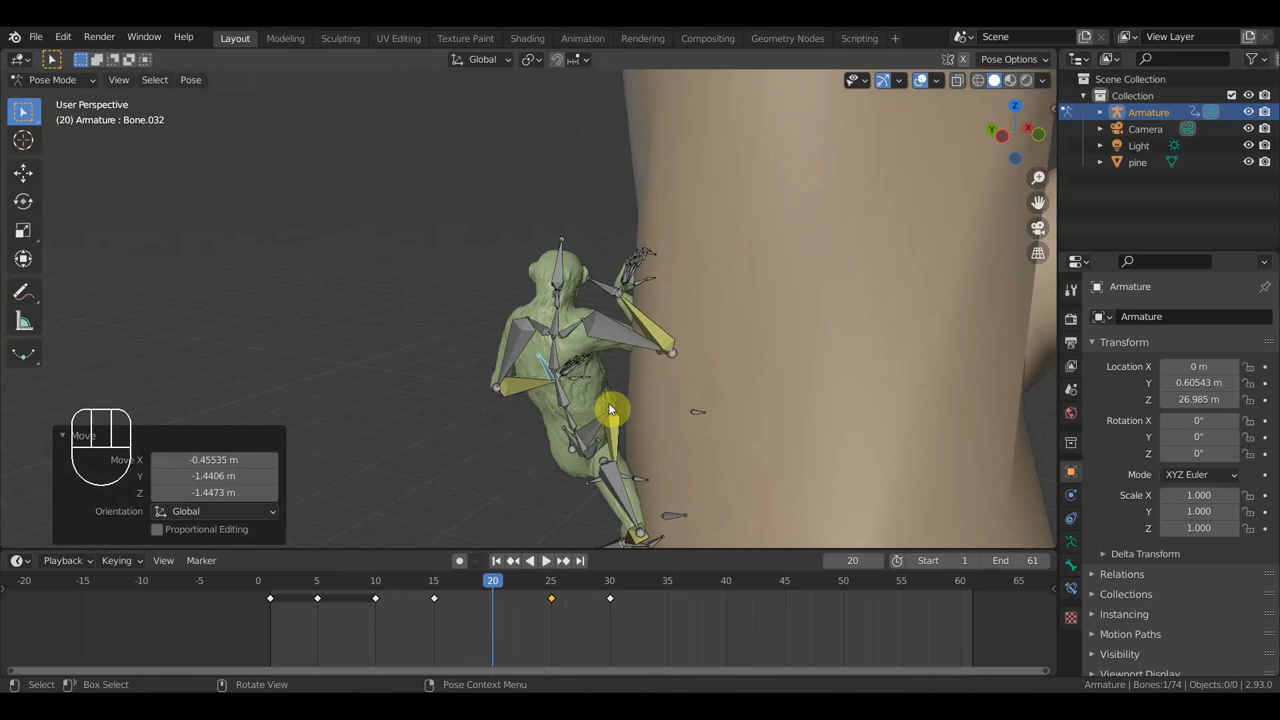 File Edit Render Window Help Layout Modeling Sculpting UV Editing Texture Paint Shading Animation Rendering Compositing Geometry Nodes Scripting + Scene View Layer
Global X Pose Options
Pose Mode View Select Pose
User Perspective
(20) Armature : Bone.032
Z
Y
X
Scene Collection
Collection
Armature
Camera
Light
pine
Armature
Armature
Transform
Location X 0 m
Y 0.60543 m
Z 26.985 m
Rotation X 0°
Y 0°
Z 0°
Mode XYZ Euler
Scale X 1.000
Y 1.000
Z 1.000
Delta Transform
Relations
Collections
Instancing
Motion Paths
Visibility
Viewport Display
Move
Move X -0.45535 m
Y -1.4406 m
Z -1.4473 m
Orientation Global
Proportional Editing
Playback Keying View Marker 20 Start 1 End 61
-20 -15 -10 -5 0 5 10 15 20 25 30 35 40 45 50 55 60 65
Select Box Select Rotate View Pose Context Menu Armature | Bones:1/74 | Objects:0/0 | 2.93.0